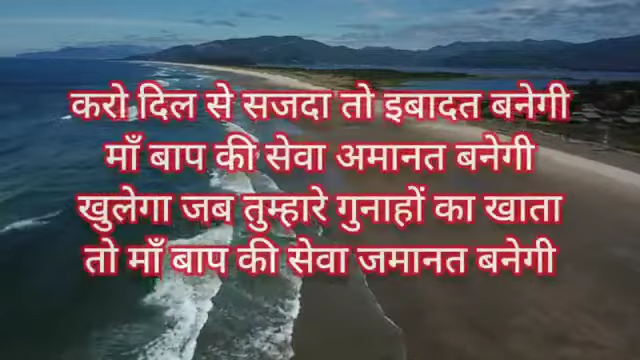 करो दिल से सजदा तो इबादत बनेगी
माँ बाप की सेवा अमानत बनेगी
खुलेगा जब तुम्हारे गुनाहों का खाता
तो माँ बाप की सेवा जमानत बनेगी